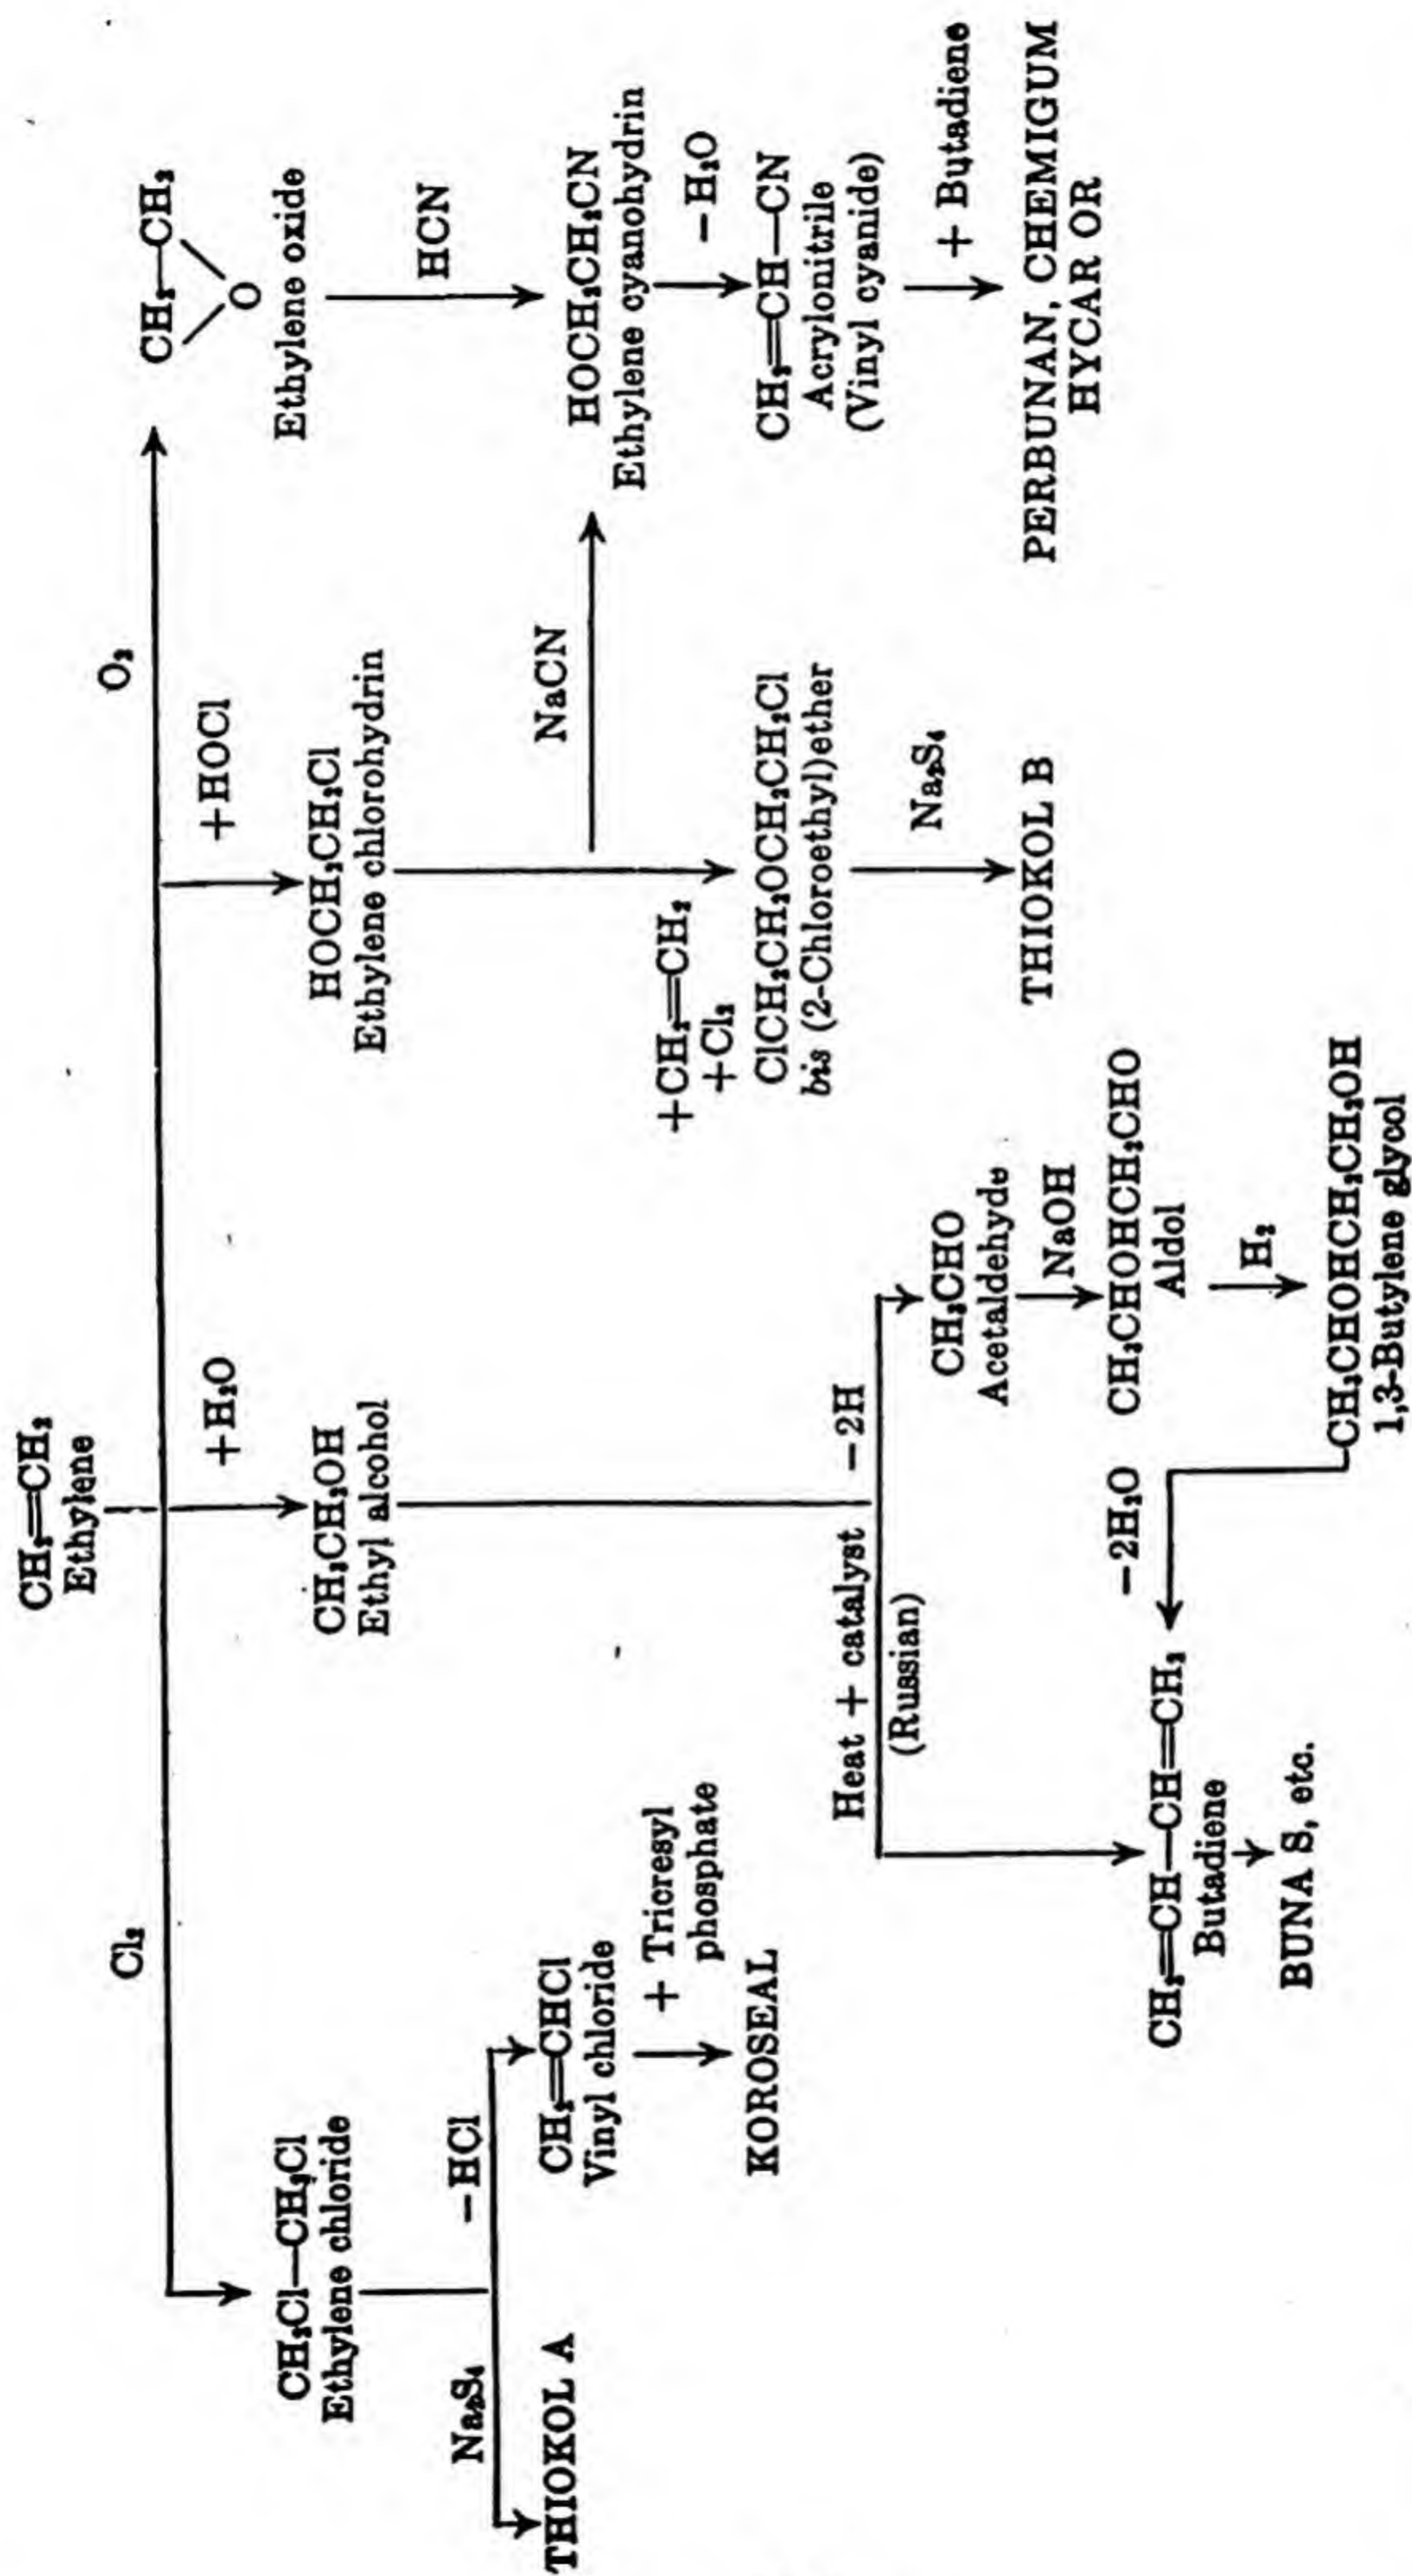 CH₂=CH₂
Ethylene
Cl₂
O₂
+H₂O
+HOCl
CH₂Cl—CH₂Cl
Ethylene chloride
CH₃CH₂OH
Ethyl alcohol
HOCH₂CH₂Cl
Ethylene chlorohydrin
CH₂—CH₂
O
Ethylene oxide
HCN
Na₂S₄
—HCl
THIOKOL A
CH₂=CHCl
Vinyl chloride
+ Tricresyl
phosphate
KOROSEAL
NaCN
HOCH₂CH₂CN
Ethylene cyanohydrin
—H₂O
+CH₂=CH₂
+Cl₂
ClCH₂CH₂OCH₂CH₂Cl
bis (2-Chloroethyl)ether
Na₂S₄
THIOKOL B
CH₂=CH—CN
Acrylonitrile
(Vinyl cyanide)
+ Butadiene
PERBUNAN, CHEMIGUM
HYCAR OR
Heat + catalyst
—2H
(Russian)
CH₃CHO
Acetaldehyde
NaOH
CH₃CHOHCH₂CHO
Aldol
H₂
CH₃CHOHCH₂CH₂OH
1,3-Butylene glycol
—2H₂O
CH₂=CH—CH=CH₂
Butadiene
BUNA S, etc.